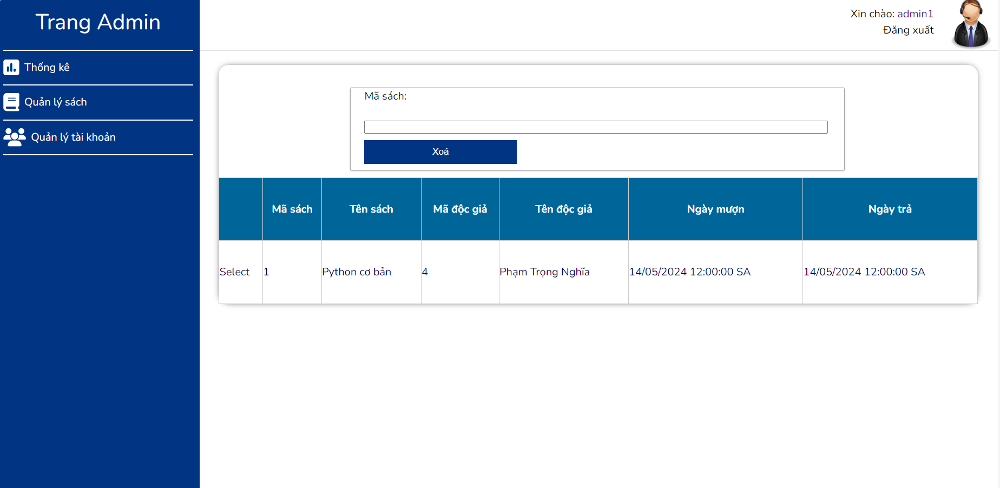 Trang Admin
Thống kê
Quản lý sách
Quản lý tài khoản
Xin chào: admin1
Đăng xuất
Mã sách:
Xoá
Mã sách Tên sách Mã độc giả Tên độc giả Ngày mượn Ngày trả
Select 1 Python cơ bản 4 Phạm Trọng Nghĩa 14/05/2024 12:00:00 SA 14/05/2024 12:00:00 SA